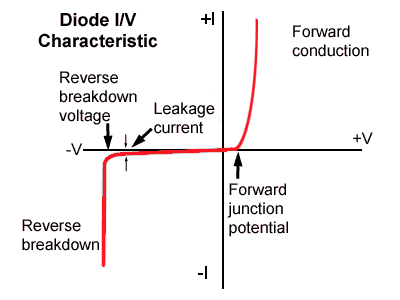 Diode I/V
Characteristic
+I
Forward
conduction
Reverse
breakdown
voltage
Leakage
current
-V
+V
Forward
junction
potential
Reverse
breakdown
-I